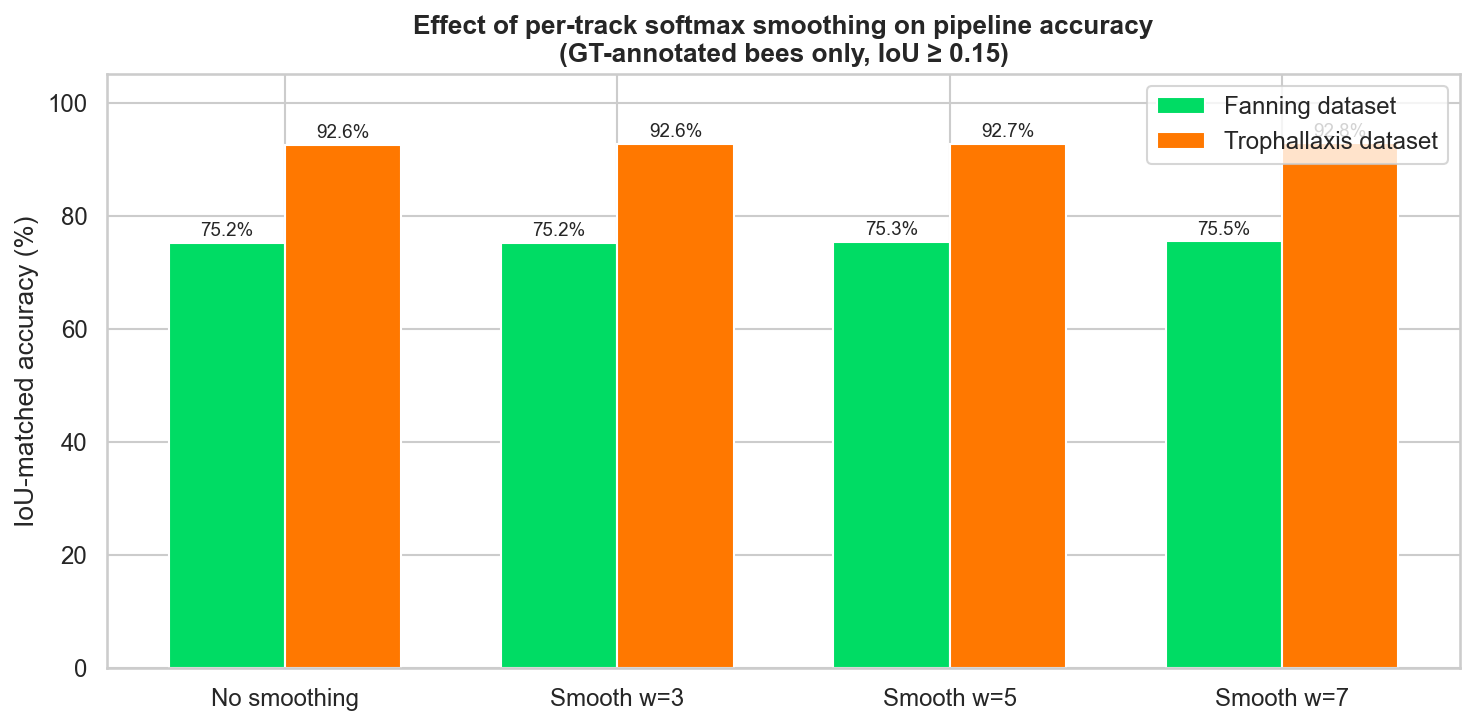 Effect of per-track softmax smoothing on pipeline accuracy
(GT-annotated bees only, IoU ≥ 0.15)
IoU-matched accuracy (%)
100
80
60
40
20
0
Fanning dataset
Trophallaxis dataset
75.2%
92.6%
75.2%
92.6%
75.3%
92.7%
75.5%
92.8%
No smoothing
Smooth w=3
Smooth w=5
Smooth w=7